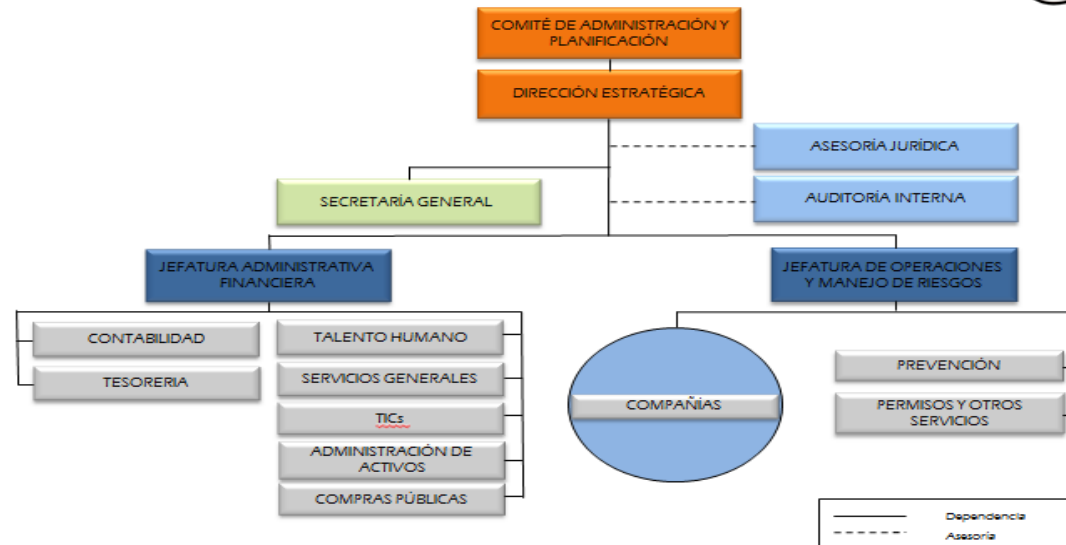 COMITÉ DE ADMINISTRACIÓN Y
PLANIFICACIÓN
DIRECCIÓN ESTRATÉGICA
ASESORÍA JURÍDICA
SECRETARÍA GENERAL
AUDITORÍA INTERNA
JEFATURA ADMINISTRATIVA
FINANCIERA
JEFATURA DE OPERACIONES
Y MANEJO DE RIESGOS
CONTABILIDAD
TESORERIA
TALENTO HUMANO
SERVICIOS GENERALES
TICs
ADMINISTRACIÓN DE
ACTIVOS
COMPRAS PÚBLICAS
COMPAÑÍAS
PREVENCIÓN
PERMISOS Y OTROS
SERVICIOS
Dependencia
Asesoría